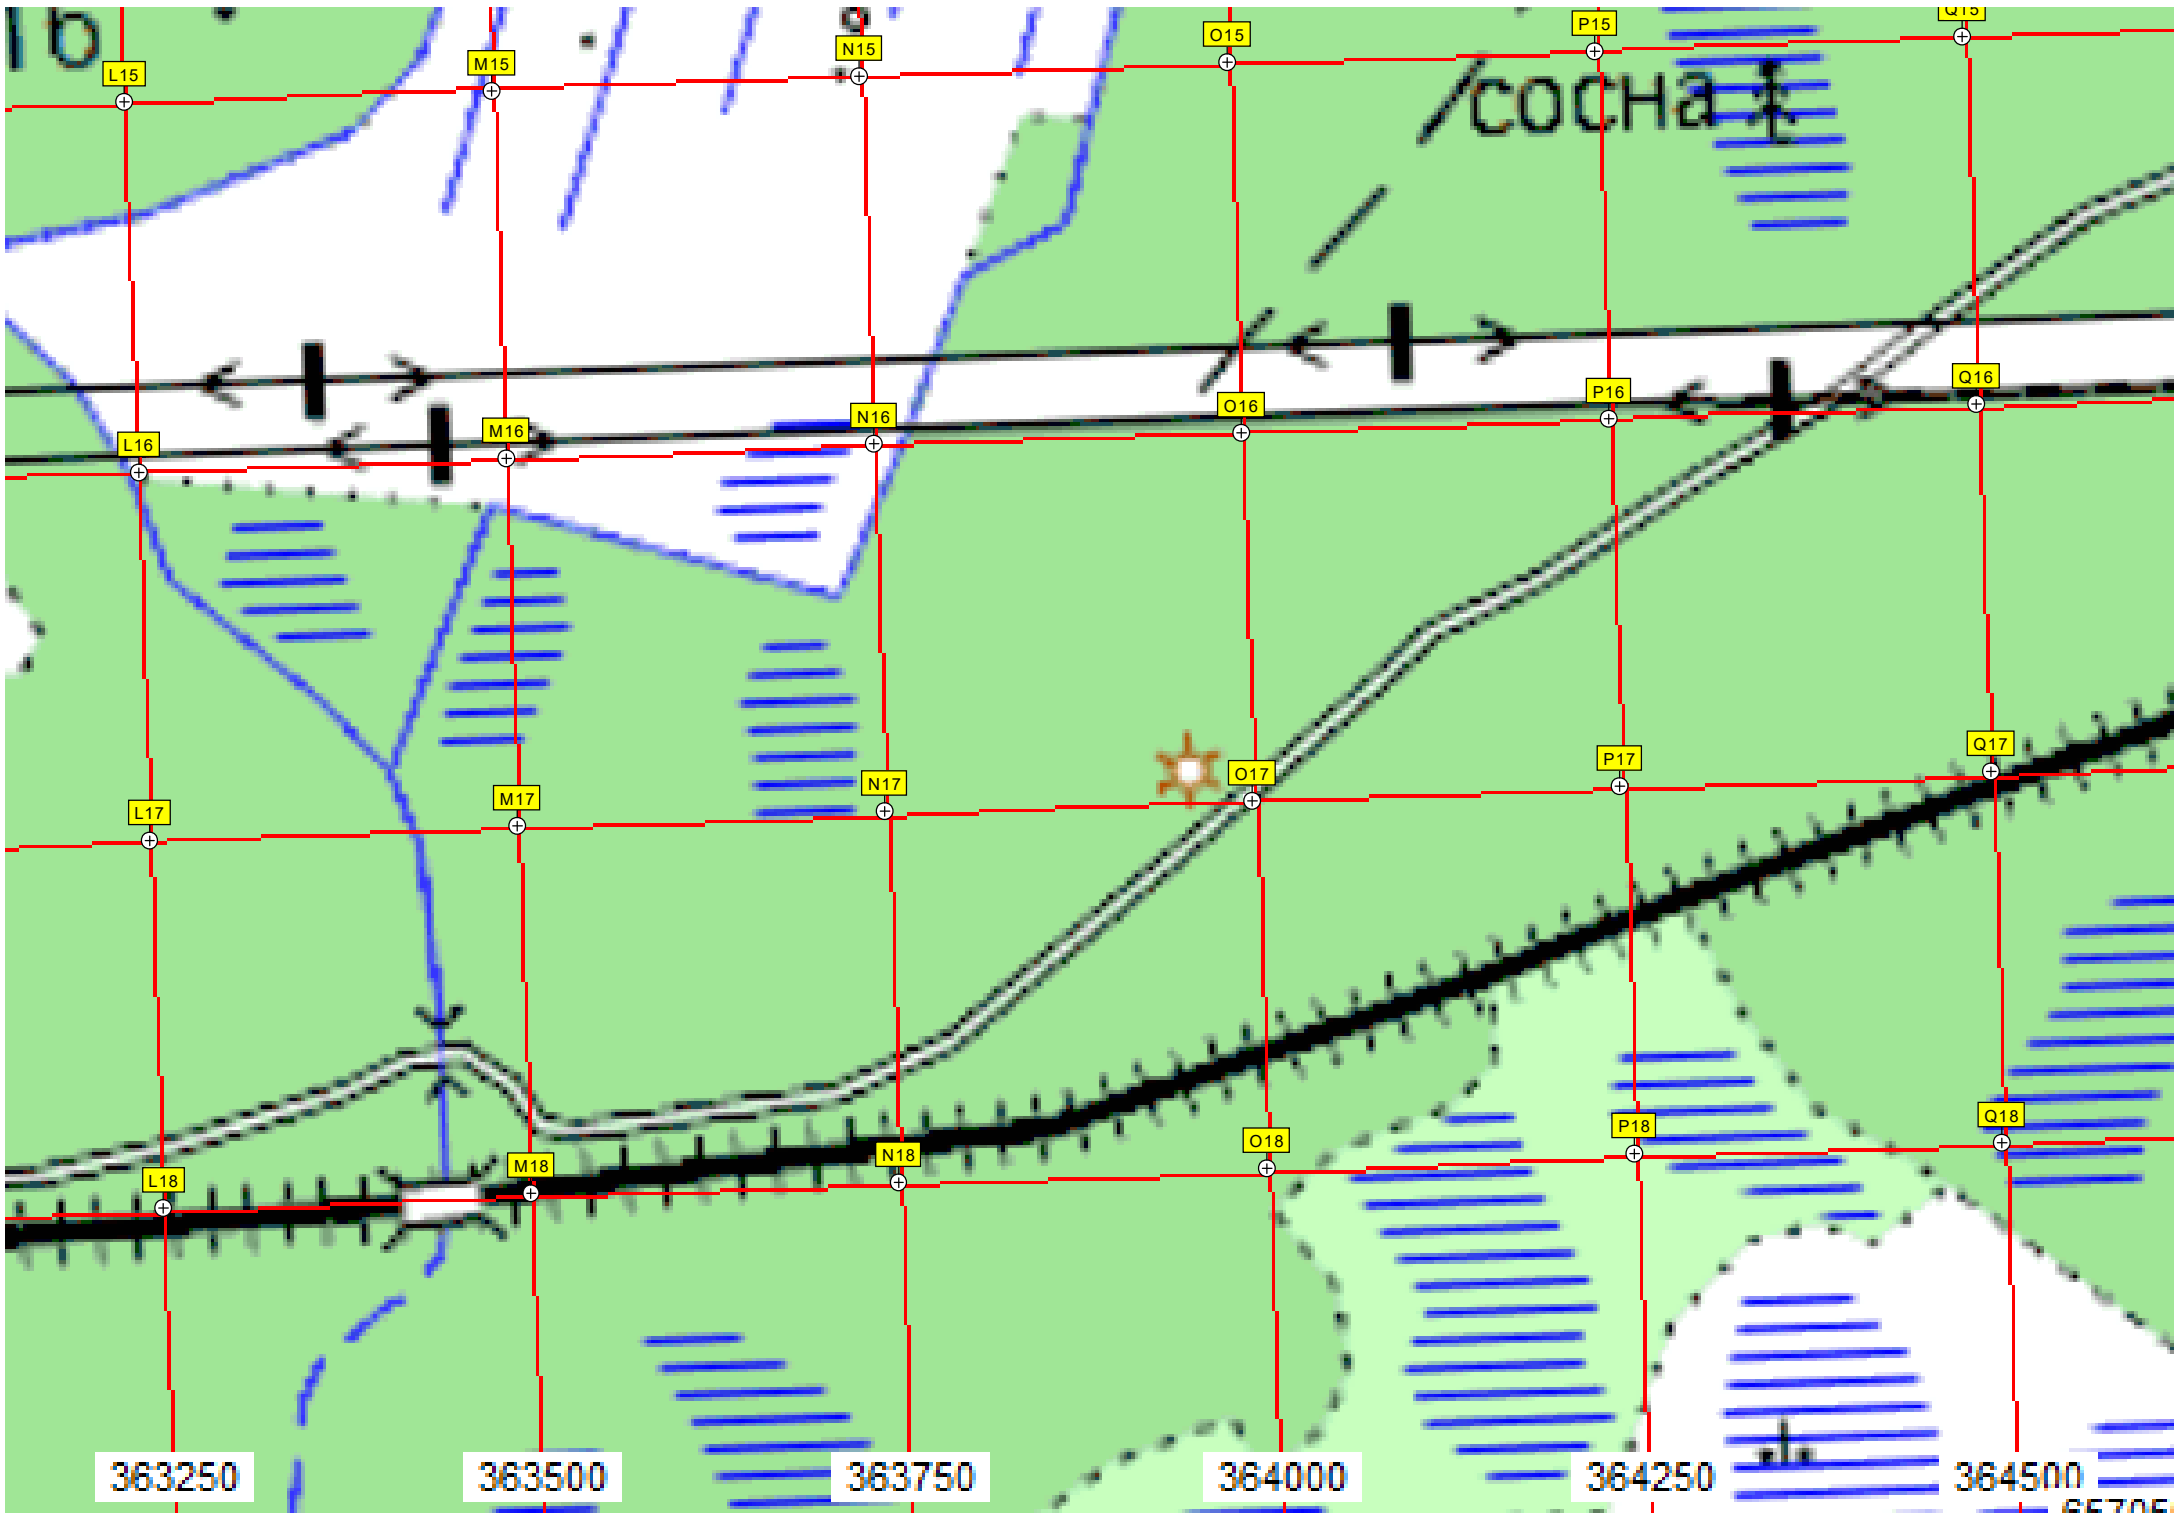 L15 M15 N15 O15 P15 Q15
сосна
L16 M16 N16 O16 P16 Q16
L17 M17 N17 O17 P17 Q17
L18 M18 N18 O18 P18 Q18
363250 363500 363750 364000 364250 364500